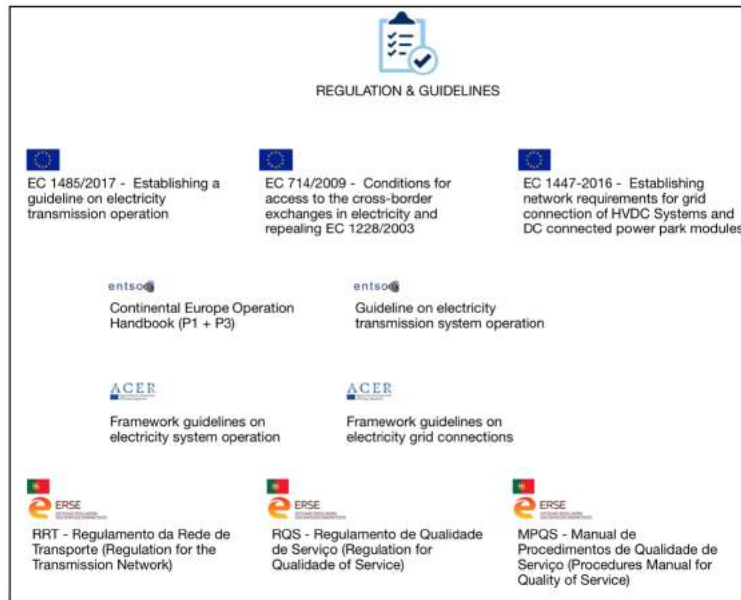 REGULATION & GUIDELINES
EC 1485/2017 - Establishing a
guideline on electricity
transmission operation
EC 714/2009 - Conditions for
access to the cross-border
exchanges in electricity and
repealing EC 1228/2003
EC 1447-2016 - Establishing
network requirements for grid
connection of HVDC Systems and
DC connected power park modules
entso
Continental Europe Operation
Handbook (P1 + P3)
entso
Guideline on electricity
transmission system operation
ACER
Framework guidelines on
electricity system operation
ACER
Framework guidelines on
electricity grid connections
ERSE
RRT - Regulamento da Rede de
Transporte (Regulation for the
Transmission Network)
ERSE
RQS - Regulamento de Qualidade
de Serviço (Regulation for
Qualidade of Service)
ERSE
MPQS - Manual de
Procedimentos de Qualidade de
Serviço (Procedures Manual for
Quality of Service)